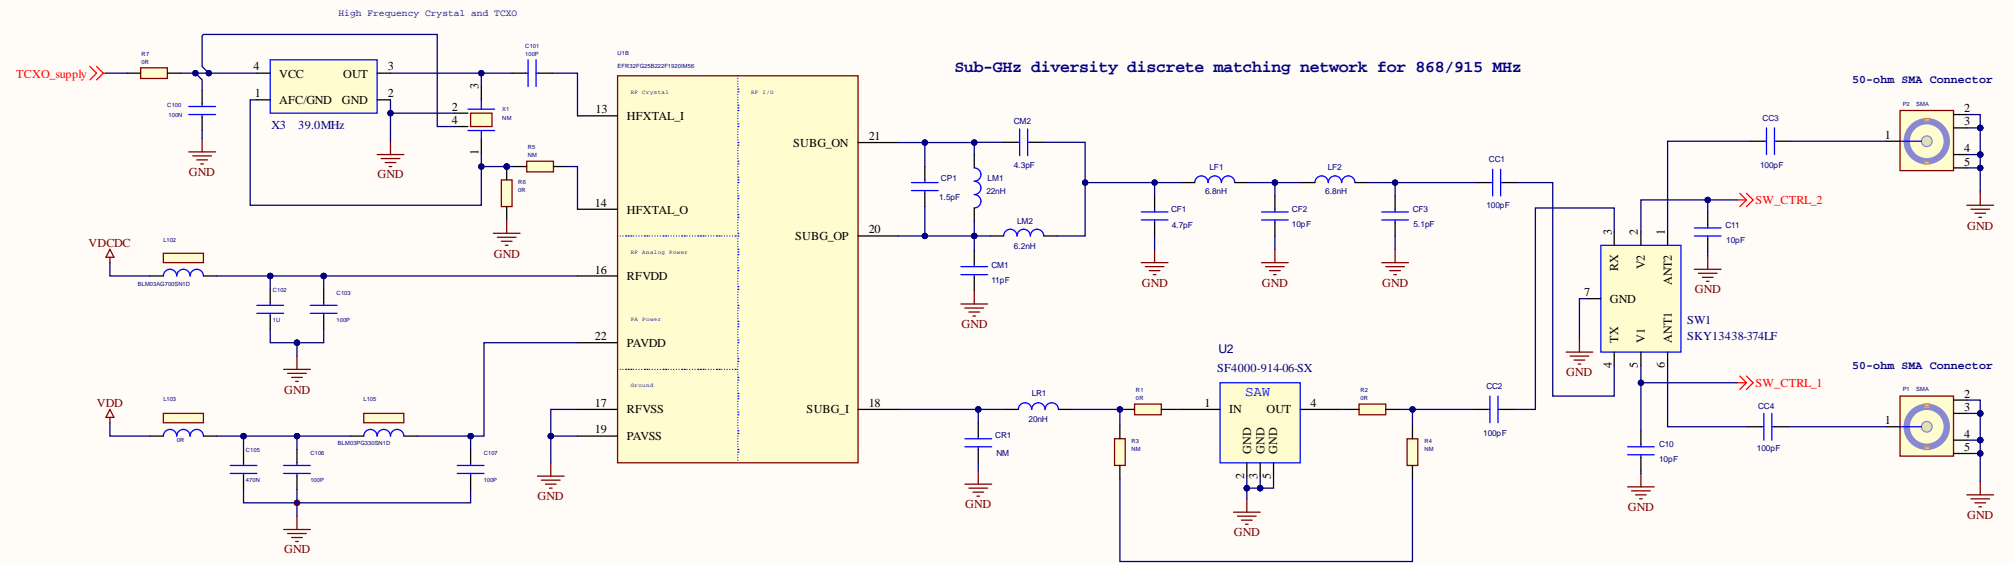 High Frequency Crystal and TCXO
TCXO_supply
R7
0R
C100
100N
GND
4
1
VCC
OUT
AFC/GND
GND
3
2
X3 39.0MHz
GND
3
2
4
1
X1
NM
C101
100P
R5
NM
R6
0R
GND
VDCDC
L102
BLM03AG700SN1D
C102
1U
C103
100P
GND
VDD
L103
0R
L105
BLM03PG330SN1D
C105
470N
C106
100P
C107
100P
GND
U1B
EFR32FG25B222F1920IM56
RF Crystal
RF I/O
13
HFXTAL_I
14
HFXTAL_O
RF Analog Power
16
RFVDD
PA Power
22
PAVDD
Ground
17
RFVSS
19
PAVSS
GND
SUBG_ON
21
SUBG_OP
20
SUBG_I
18
Sub-GHz diversity discrete matching network for 868/915 MHz
CP1
1.5pF
LM1
22nH
CM2
4.3pF
LM2
6.2nH
CM1
11pF
GND
CF1
4.7pF
GND
LF1
6.8nH
CF2
10pF
GND
LF2
6.8nH
CF3
5.1pF
GND
CC1
100pF
CR1
NM
GND
LR1
20nH
R1
0R
R3
NM
U2
SF4000-914-06-SX
SAW
1
IN
OUT
4
GND
GND
GND
2
3
5
GND
R2
0R
R4
NM
CC2
100pF
3
2
1
RX
V2
ANT2
7
GND
TX
V1
ANT1
4
5
6
GND
SW1
SKY13438-374LF
SW_CTRL_2
C11
10pF
GND
SW_CTRL_1
C10
10pF
GND
CC3
100pF
CC4
100pF
50-ohm SMA Connector
P2 SMA
1
2
3
4
5
GND
50-ohm SMA Connector
P1 SMA
1
2
3
4
5
GND